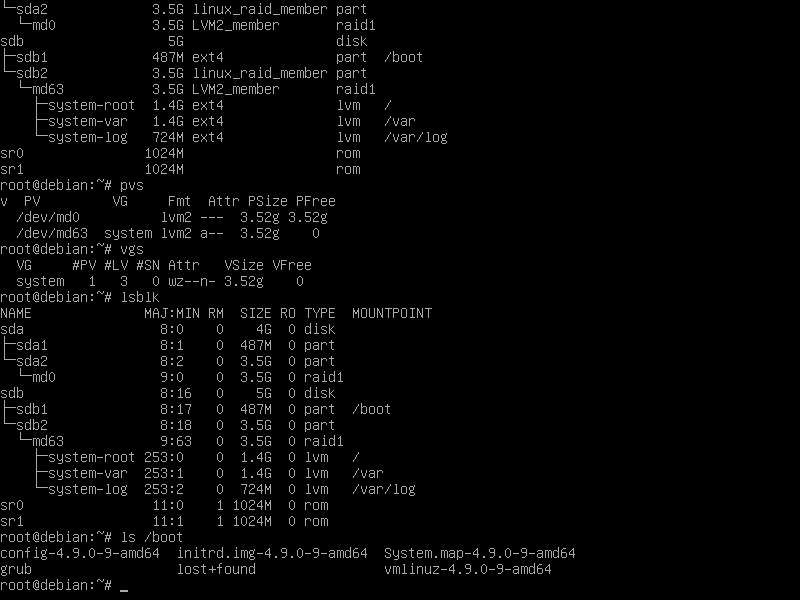 └─sda2                 3.5G linux_raid_member part
  └─md0                3.5G LVM2_member       raid1
sdb                      5G                   disk
├─sdb1                 487M ext4              part  /boot
└─sdb2                 3.5G linux_raid_member part
  └─md63               3.5G LVM2_member       raid1
    ├─system-root      1.4G ext4              lvm   /
    ├─system-var       1.4G ext4              lvm   /var
    └─system-log       724M ext4              lvm   /var/log
sr0                   1024M                   rom
sr1                   1024M                   rom
root@debian:~# pvs
v  PV         VG     Fmt  Attr PSize PFree
  /dev/md0          lvm2 ---  3.52g 3.52g
  /dev/md63  system lvm2 a--  3.52g    0
root@debian:~# vgs
  VG     #PV #LV #SN Attr   VSize VFree
  system   1   3   0 wz--n- 3.52g    0
root@debian:~# lsblk
NAME              MAJ:MIN RM  SIZE RO TYPE  MOUNTPOINT
sda                 8:0    0    4G  0 disk
├─sda1              8:1    0  487M  0 part
└─sda2              8:2    0  3.5G  0 part
  └─md0             9:0    0  3.5G  0 raid1
sdb                 8:16   0    5G  0 disk
├─sdb1              8:17   0  487M  0 part  /boot
└─sdb2              8:18   0  3.5G  0 part
  └─md63            9:63   0  3.5G  0 raid1
    ├─system-root 253:0    0  1.4G  0 lvm   /
    ├─system-var  253:1    0  1.4G  0 lvm   /var
    └─system-log  253:2    0  724M  0 lvm   /var/log
sr0                11:0    1 1024M  0 rom
sr1                11:1    1 1024M  0 rom
root@debian:~# ls /boot
config-4.9.0-9-amd64  initrd.img-4.9.0-9-amd64  System.map-4.9.0-9-amd64
grub                  lost+found                vmlinuz-4.9.0-9-amd64
root@debian:~# _